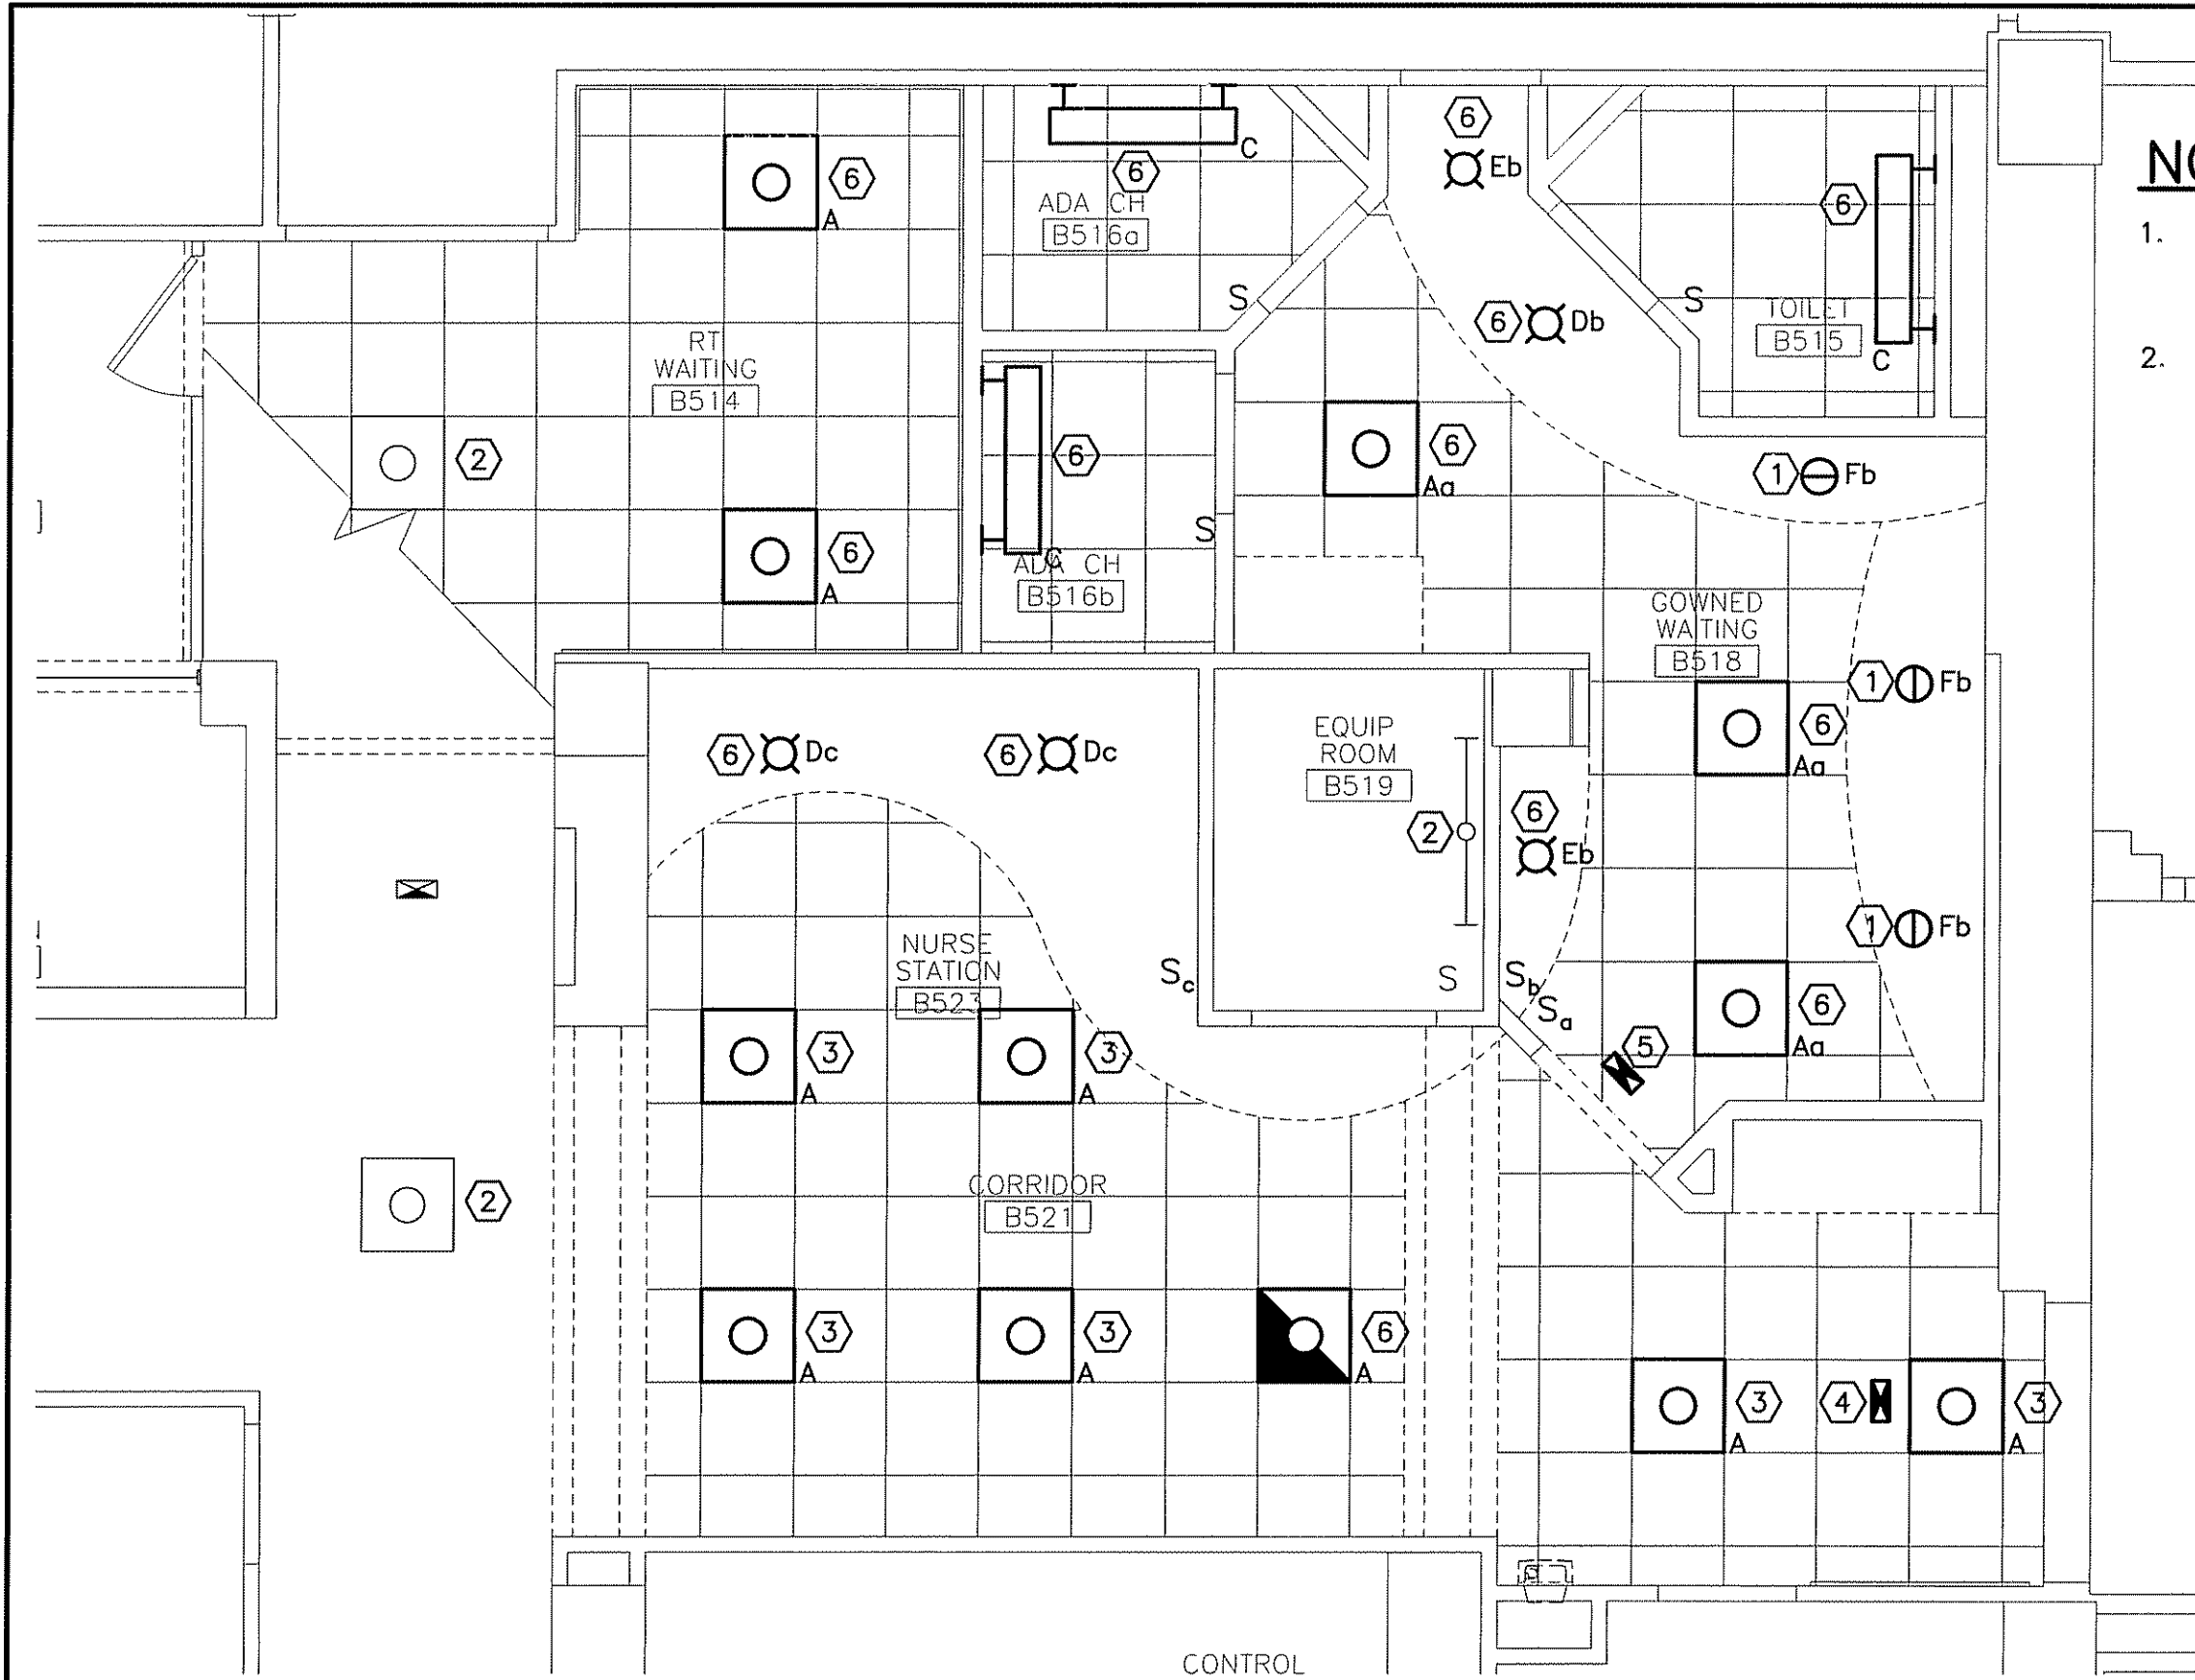 6
Eb
NO
6
A
C
6
ADA CH
B516a
6
1.
S
S
6
Db
TOILET
B515
C
2.
RT
WAITING
B514
2
6
Aa
6
1
Fb
6
A
S
C
ADA CH
B516b
GOWNED
WAITING
B518
1
Fb
6
Aa
6
Dc
6
Dc
EQUIP
ROOM
B519
2
6
Eb
1
Fb
NURSE
STATION
B523
Sc
S
Sb
Sa
6
Aa
5
3
A
3
A
CORRIDOR
B521
2
3
A
3
A
6
A
3
A
4
3
A
CONTROL